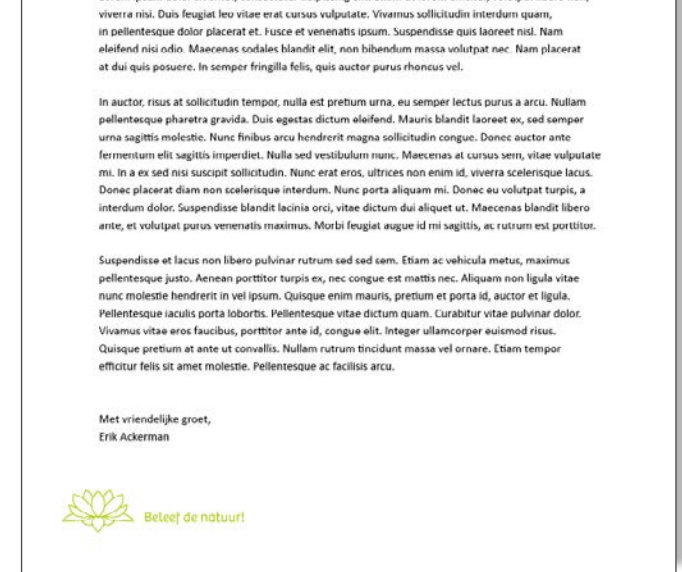 viverra nisi. Duis feugiat leo vitae erat cursus vulputate. Vivamus sollicitudin interdum quam,
in pellentesque dolor placerat et. Fusce et venenatis ipsum. Suspendisse quis laoreet nisl. Nam
eleifend nisi odio. Maecenas sodales blandit elit, non bibendum massa volutpat nec. Nam placerat
at dui quis posuere. In semper fringilla felis, quis auctor purus rhoncus vel.
In auctor, risus at sollicitudin tempor, nulla est pretium urna, eu semper lectus purus a arcu. Nullam
pellentesque pharetra gravida. Duis egestas dictum eleifend. Mauris blandit laoreet ex, sed semper
urna sagittis molestie. Nunc finibus arcu hendrerit magna sollicitudin congue. Donec auctor ante
fermentum elit sagittis imperdiet. Nulla sed vestibulum nunc. Maecenas at cursus sem, vitae vulputate
mi. In a ex sed nisi suscipit sollicitudin. Nunc erat eros, ultrices non enim id, viverra scelerisque lacus.
Donec placerat diam non scelerisque interdum. Nunc porta aliquam mi. Donec eu volutpat turpis, a
interdum dolor. Suspendisse blandit lacinia orci, vitae dictum dui aliquet ut. Maecenas blandit libero
ante, et volutpat purus venenatis maximus. Morbi feugiat augue id mi sagittis, ac rutrum est porttitor.
Suspendisse et lacus non libero pulvinar rutrum sed sed sem. Etiam ac vehicula metus, maximus
pellentesque justo. Aenean porttitor turpis ex, nec congue est mattis nec. Aliquam non ligula vitae
nunc molestie hendrerit in vel ipsum. Quisque enim mauris, pretium et porta id, auctor et ligula.
Pellentesque iaculis porta lobortis. Pellentesque vitae dictum quam. Curabitur vitae pulvinar dolor.
Vivamus vitae eros faucibus, porttitor ante id, congue elit. Integer ullamcorper euismod risus.
Quisque pretium at ante ut convallis. Nullam rutrum tincidunt massa vel ornare. Etiam tempor
efficitur felis sit amet molestie. Pellentesque ac facilisis arcu.
Met vriendelijke groet,
Erik Ackerman
Beleef de natuur!